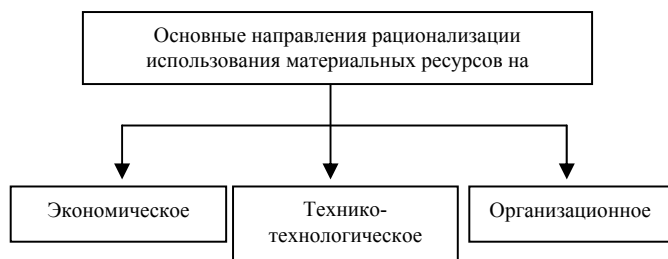 Основные направления рационализации
использования материальных ресурсов на
Экономическое
Технико-
технологическое
Организационное